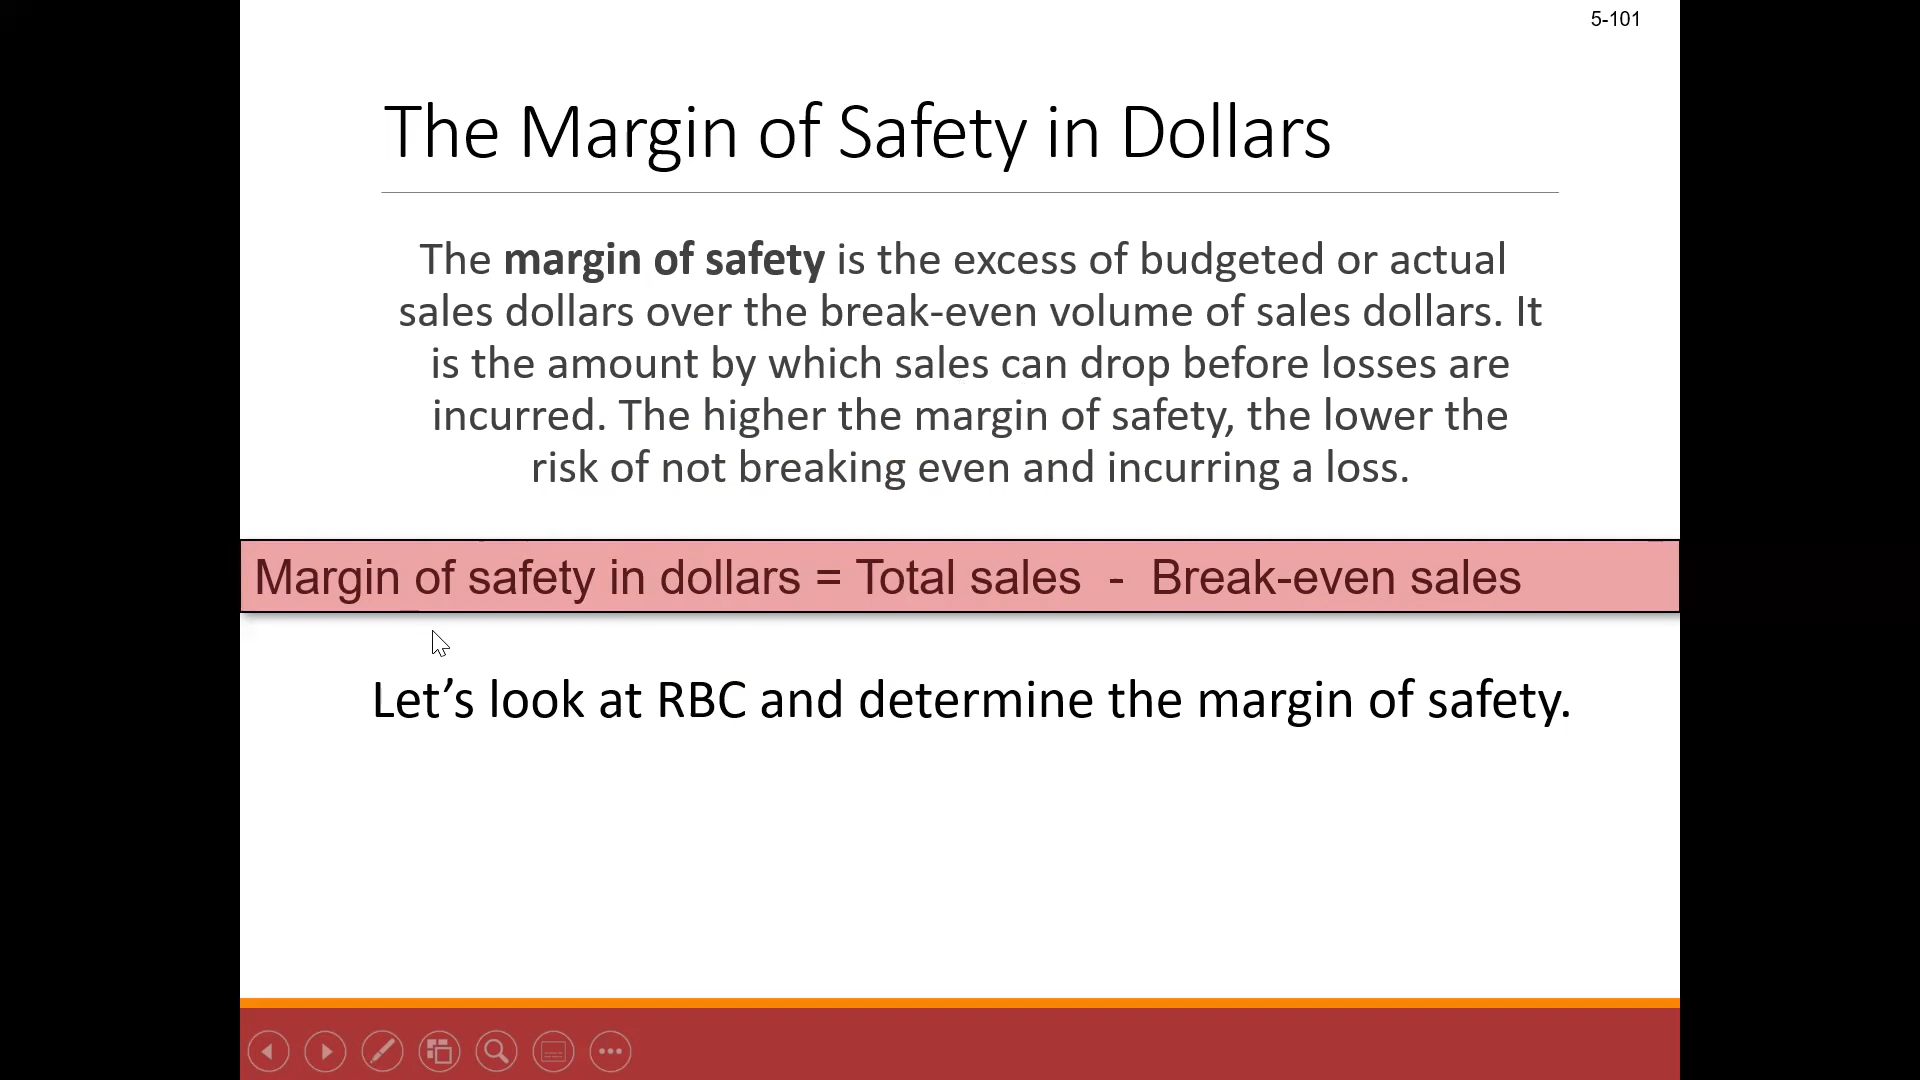 5-101
The Margin of Safety in Dollars
The margin of safety is the excess of budgeted or actual
sales dollars over the break-even volume of sales dollars. It
is the amount by which sales can drop before losses are
incurred. The higher the margin of safety, the lower the
risk of not breaking even and incurring a loss.
Margin of safety in dollars = Total sales - Break-even sales
Let’s look at RBC and determine the margin of safety.